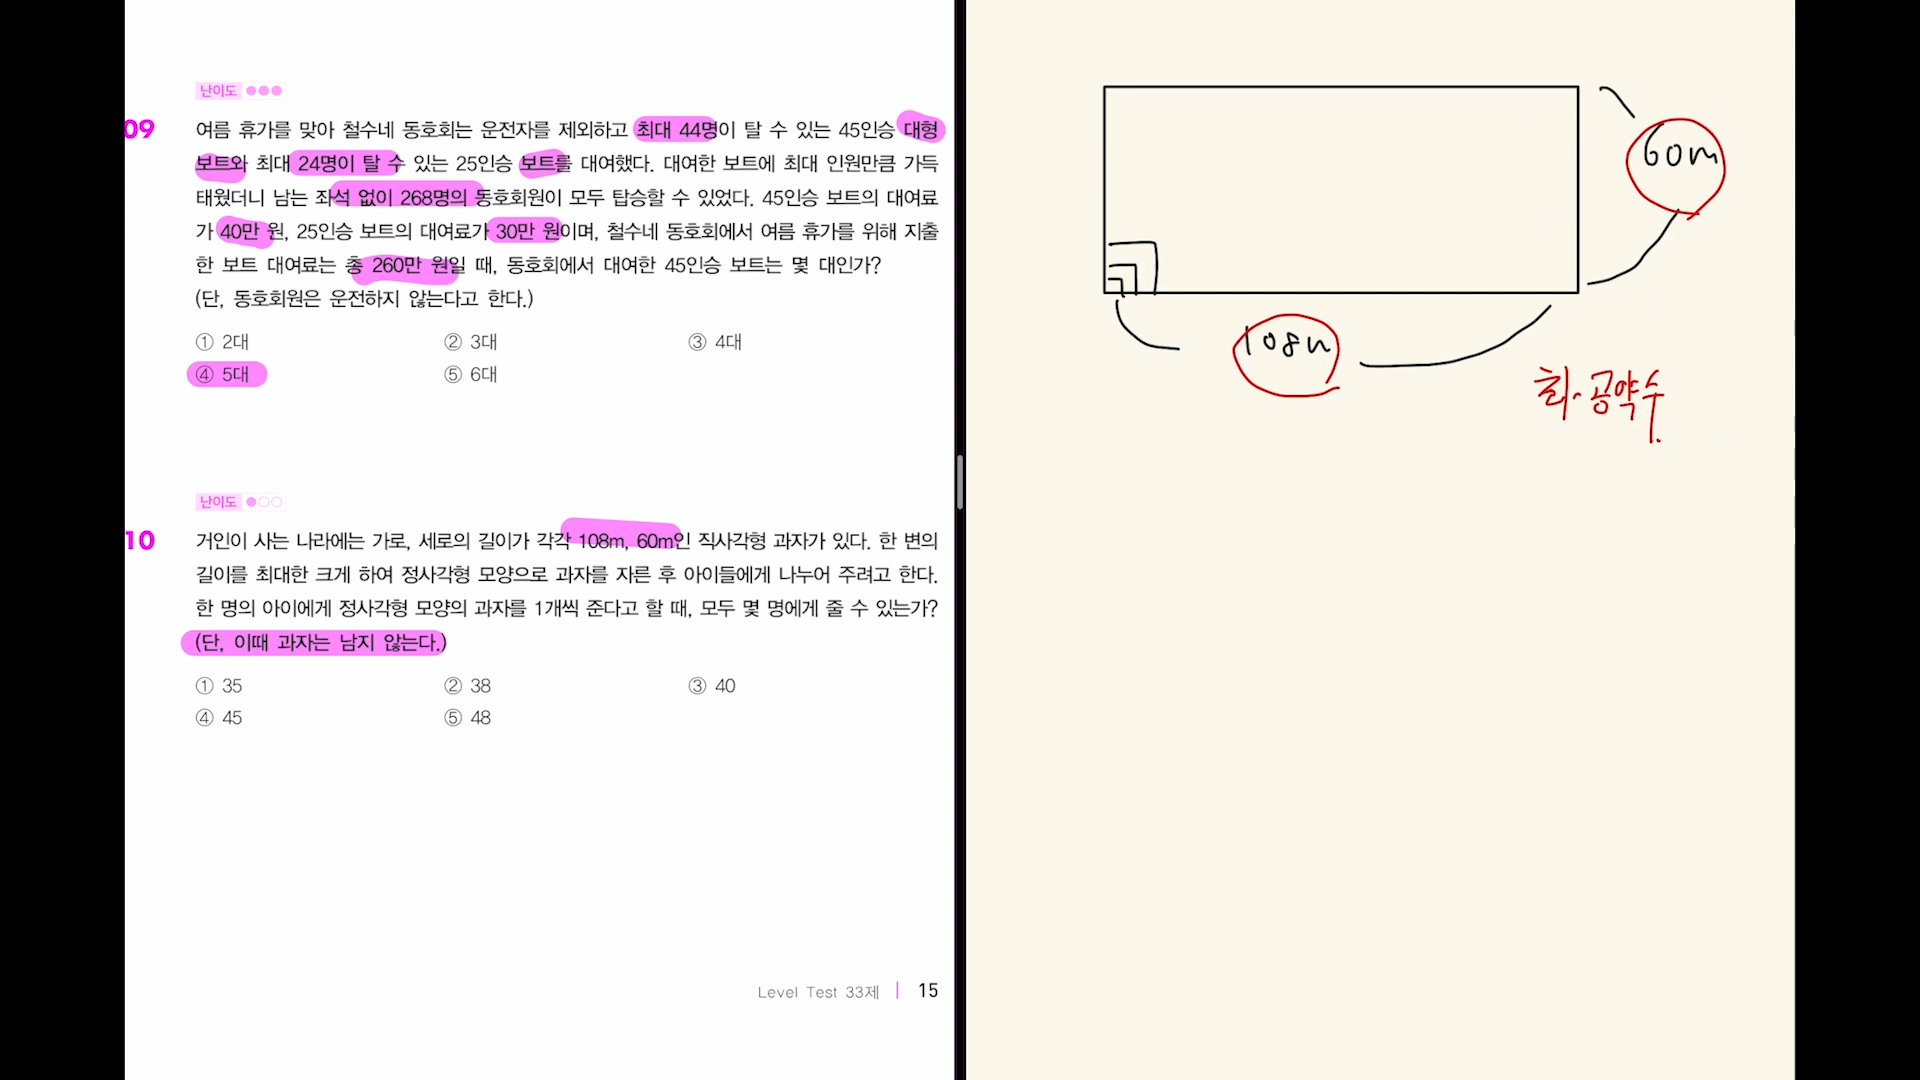 난이도
09
여름 휴가를 맞아 철수네 동호회는 운전자를 제외하고 최대 44명이 탈 수 있는 45인승 대형
보트와 최대 24명이 탈 수 있는 25인승 보트를 대여했다. 대여한 보트에 최대 인원만큼 가득
태웠더니 남는 좌석 없이 268명의 동호회원이 모두 탑승할 수 있었다. 45인승 보트의 대여료
가 40만 원, 25인승 보트의 대여료가 30만 원이며, 철수네 동호회에서 여름 휴가를 위해 지출
한 보트 대여료는 총 260만 원일 때, 동호회에서 대여한 45인승 보트는 몇 대인가?
(단, 동호회원은 운전하지 않는다고 한다.)
① 2대 ② 3대 ③ 4대
④ 5대 ⑤ 6대
난이도
10
거인이 사는 나라에는 가로, 세로의 길이가 각각 108m, 60m인 직사각형 과자가 있다. 한 변의
길이를 최대한 크게 하여 정사각형 모양으로 과자를 자른 후 아이들에게 나누어 주려고 한다.
한 명의 아이에게 정사각형 모양의 과자를 1개씩 준다고 할 때, 모두 몇 명에게 줄 수 있는가?
(단, 이때 과자는 남지 않는다.)
① 35 ② 38 ③ 40
④ 45 ⑤ 48
Level Test 33제 15
60m
108m
최·공약수